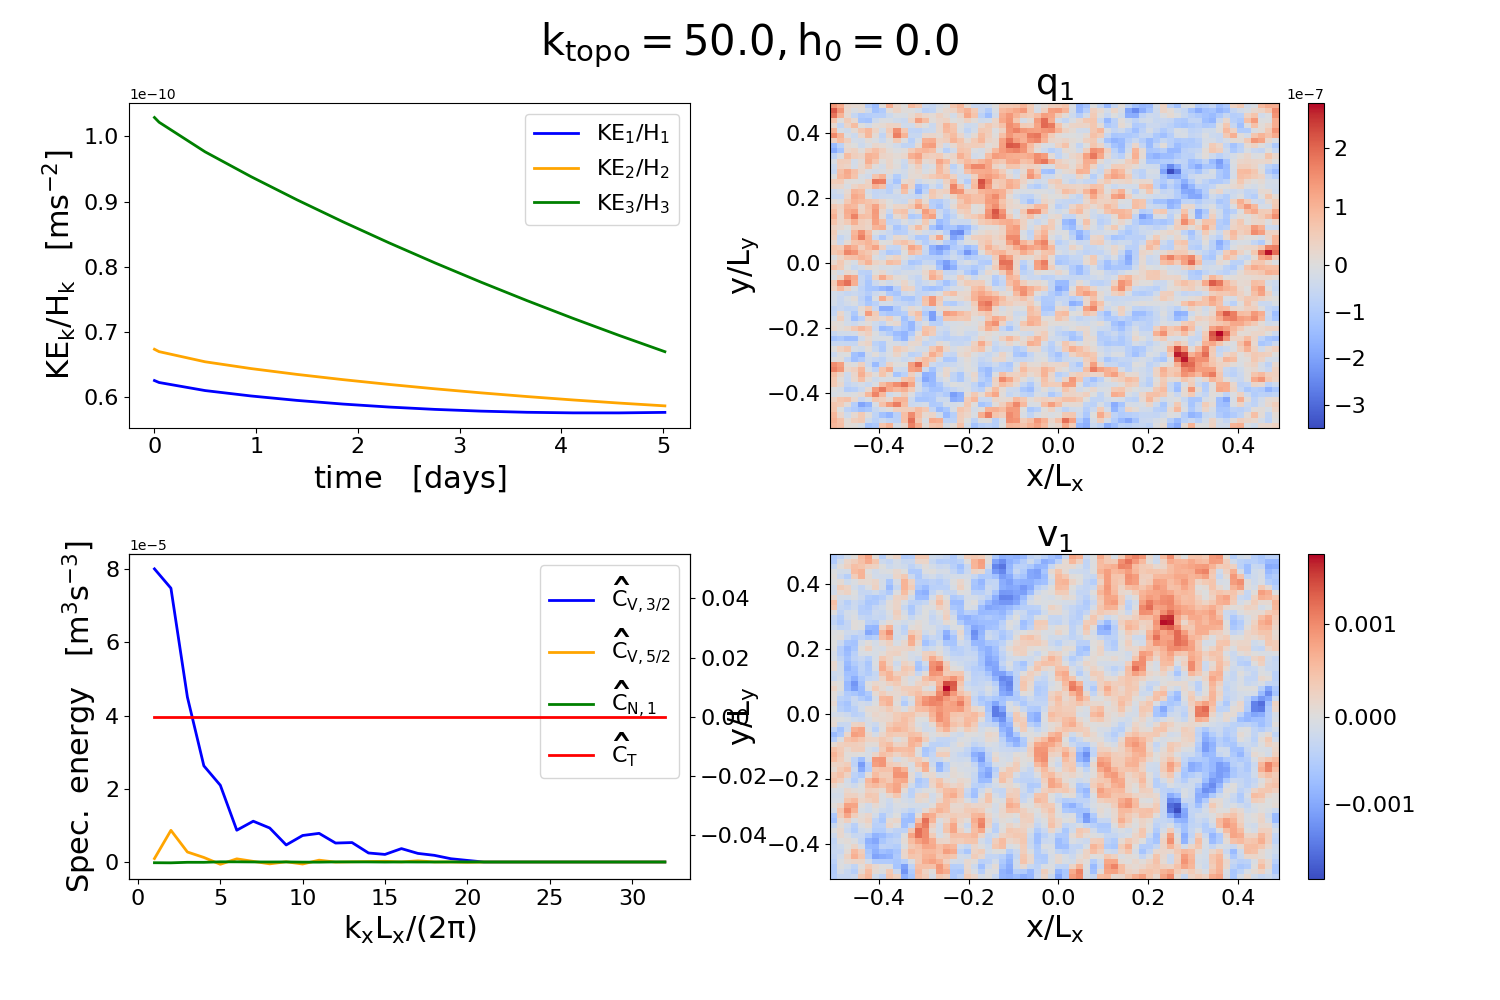 k_topo = 50.0, h_0 = 0.0
1e−10
KE_k/H_k [ms^−2]
1.0
0.9
0.8
0.7
0.6
KE_1/H_1
KE_2/H_2
KE_3/H_3
0 1 2 3 4 5
time [days]
q_1
y/L_y
0.4
0.2
0.0
−0.2
−0.4
−0.4 −0.2 0.0 0.2 0.4
x/L_x
1e−7
2
1
0
−1
−2
−3
1e−5
Spec. energy [m^3s^−3]
8
6
4
2
0
Ĉ_V,3/2
Ĉ_V,5/2
Ĉ_N,1
Ĉ_T
0 5 10 15 20 25 30
k_xL_x/(2π)
0.04
0.02
0.00
−0.02
−0.04
v_1
y/L_y
0.4
0.2
0.0
−0.2
−0.4
−0.4 −0.2 0.0 0.2 0.4
x/L_x
0.001
0.000
−0.001